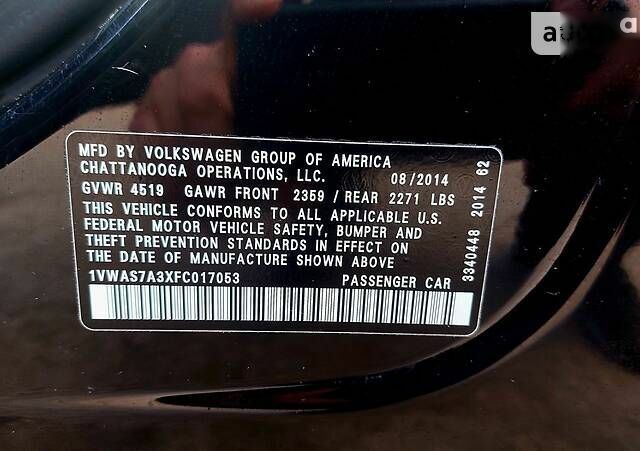 MFD BY VOLKSWAGEN GROUP OF AMERICA
CHATTANOOGA OPERATIONS, LLC. 08/2014
GVWR 4519 GAWR FRONT 2359 / REAR 2271 LBS
THIS VEHICLE CONFORMS TO ALL APPLICABLE U.S.
FEDERAL MOTOR VEHICLE SAFETY, BUMPER AND
THEFT PREVENTION STANDARDS IN EFFECT ON
THE DATE OF MANUFACTURE SHOWN ABOVE
1VWAS7A3XFC017053 PASSENGER CAR
3340448 2014 62